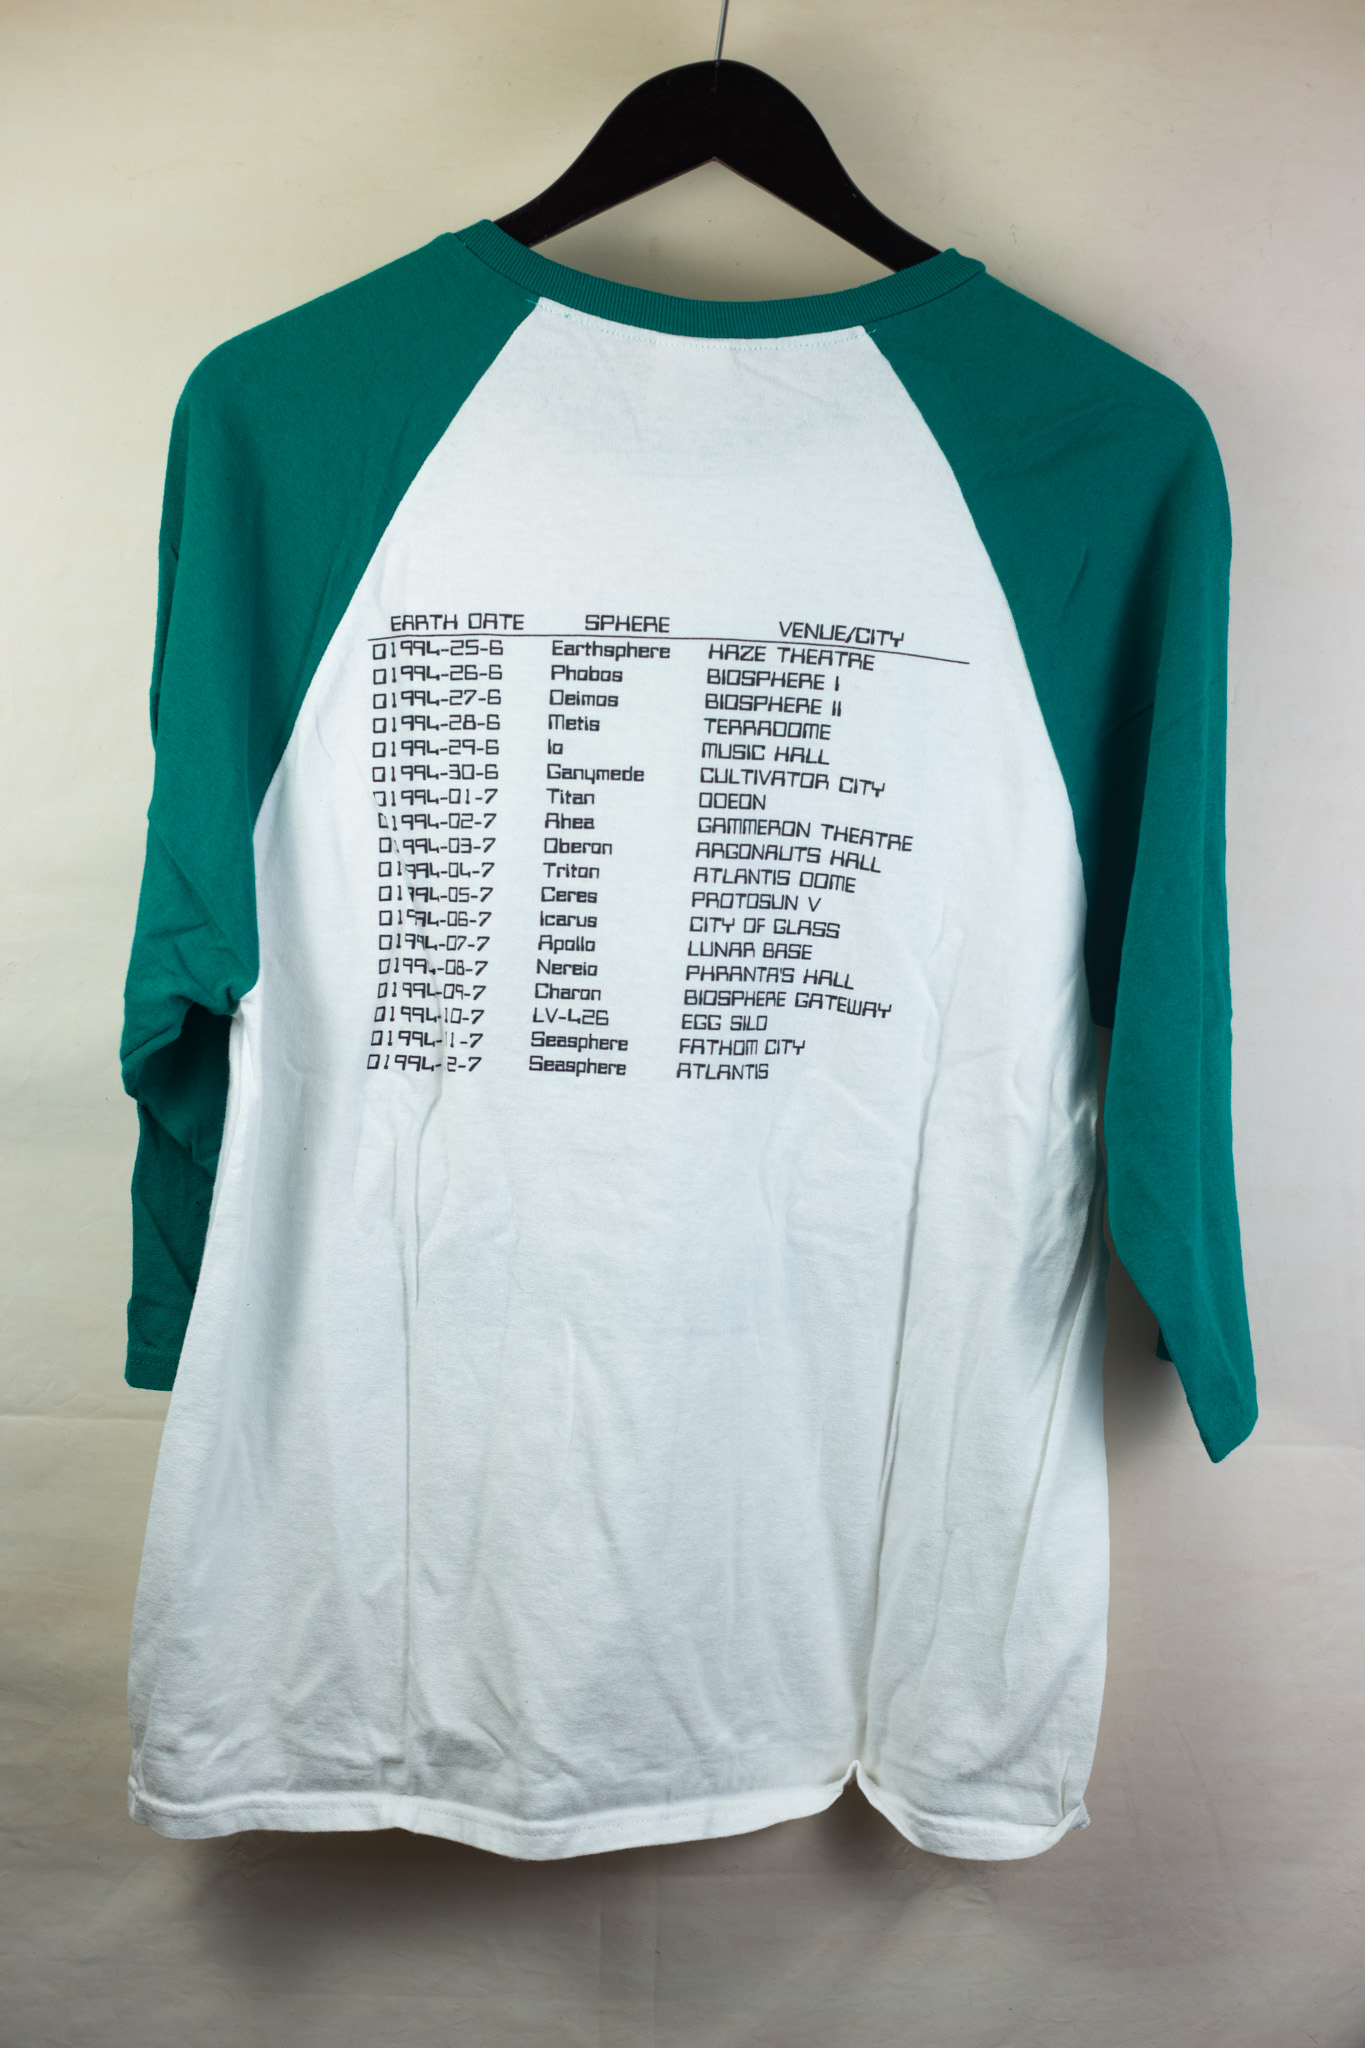 EARTH DATE SPHERE VENUE/CITY
01994-25-6 Earthsphere HAZE THEATRE
01994-26-6 Phobos BIOSPHERE I
01994-27-6 Deimos BIOSPHERE II
01994-28-6 Metis TERRADOME
01994-29-6 Io MUSIC HALL
01994-30-6 Ganymede CULTIVATOR CITY
01994-01-7 Titan ODEON
01994-02-7 Rhea GAMMERON THEATRE
01994-03-7 Oberon ARGONAUTS HALL
01994-04-7 Triton ATLANTIS DOME
01994-05-7 Ceres PROTOSUN V
01994-06-7 Icarus CITY OF GLASS
01994-07-7 Apollo LUNAR BASE
01994-08-7 Nereio PHRANTA'S HALL
01994-09-7 Charon BIOSPHERE GATEWAY
01994-10-7 LV-426 EGG SILO
01994-11-7 Seasphere FATHOM CITY
Seasphere ATLANTIS